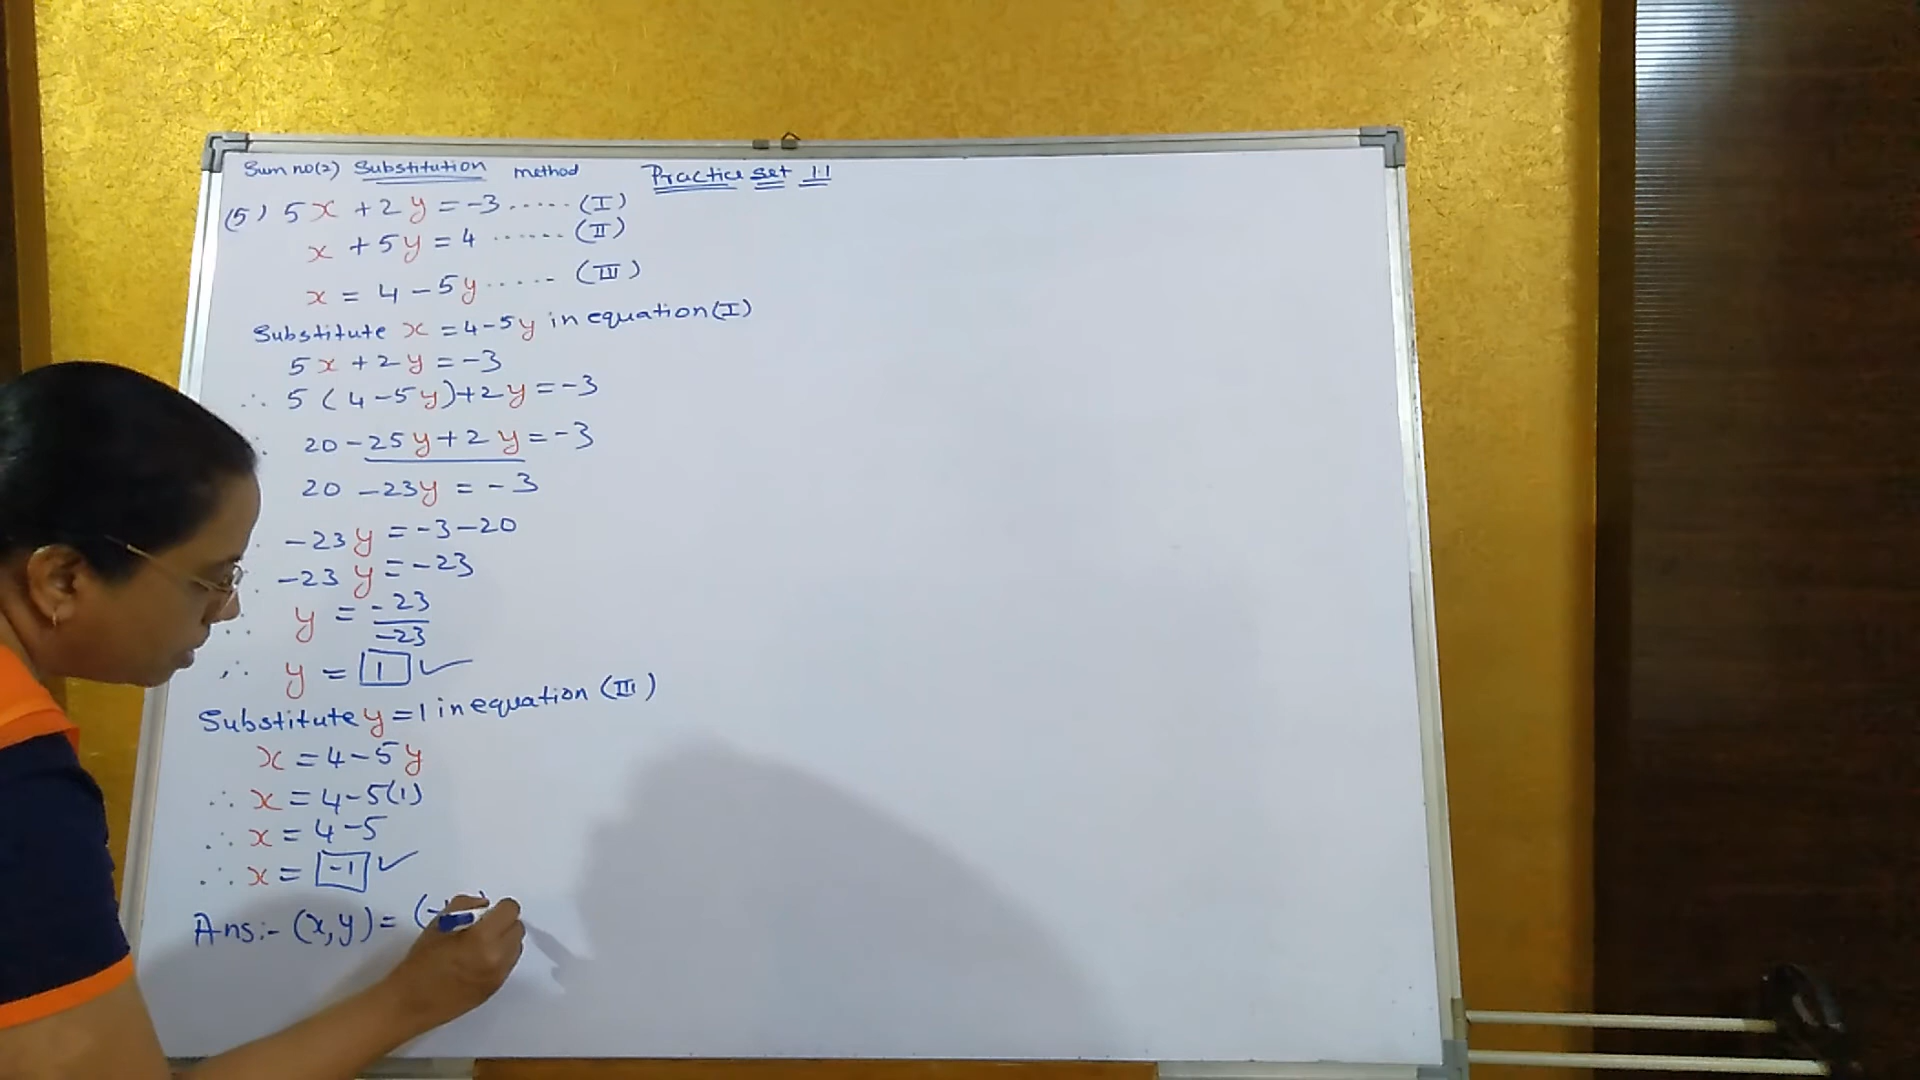 Sum no(2) Substitution method Practice set 1.1
(5) 5x + 2y = -3 ..... (I)
x + 5y = 4 ...... (II)
x = 4 - 5y ..... (III)
Substitute x = 4 - 5y in equation (I)
5x + 2y = -3
∴ 5(4 - 5y) + 2y = -3
20 - 25y + 2y = -3
20 - 23y = -3
-23y = -3 - 20
-23y = -23
y = -23/-23
∴ y = 1 ✓
Substitute y = 1 in equation (III)
x = 4 - 5y
∴ x = 4 - 5(1)
∴ x = 4 - 5
∴ x = -1 ✓
Ans:- (x, y) = (-